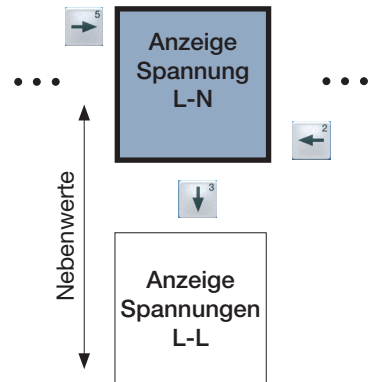 5
Anzeige
Spannung
L-N
2
3
Nebenwerte
Anzeige
Spannungen
L-L